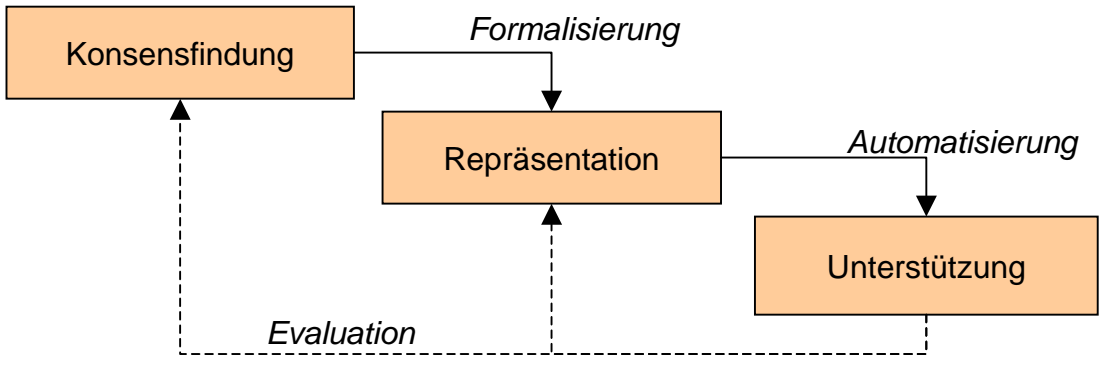 Formalisierung
Konsensfindung
Automatisierung
Repräsentation
Unterstützung
Evaluation